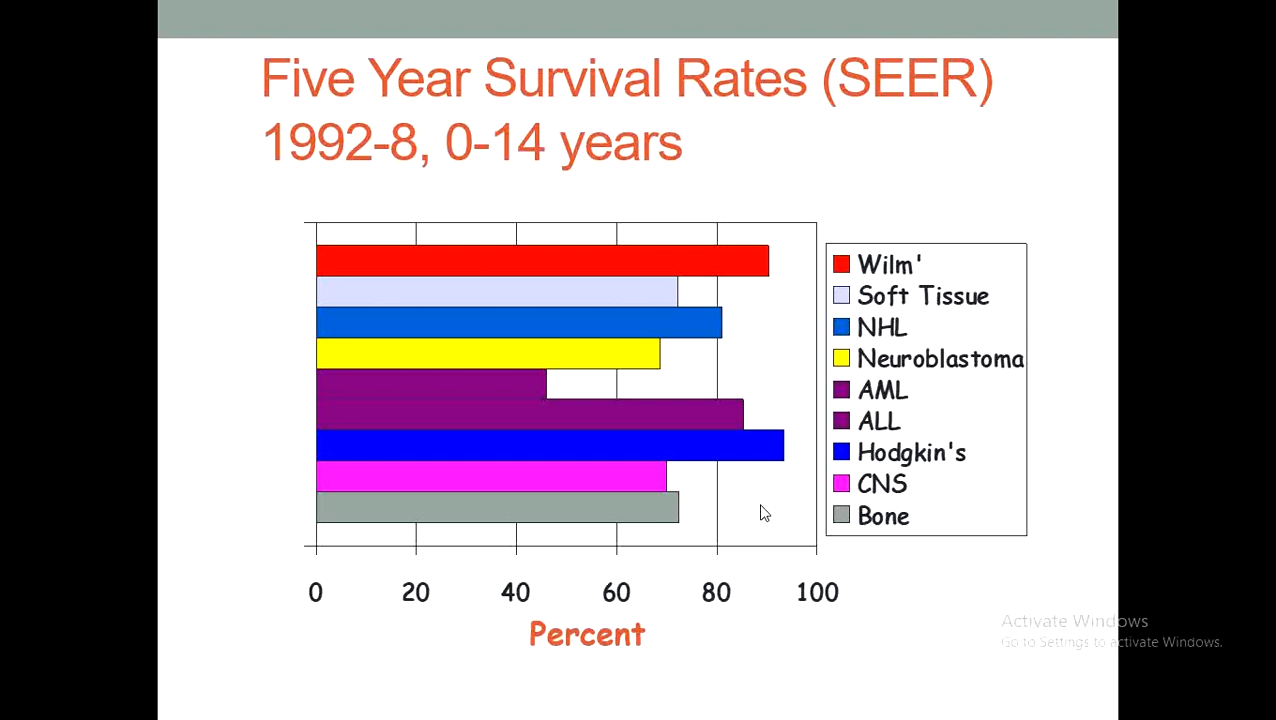 Five Year Survival Rates (SEER)
1992-8, 0-14 years
Wilm'
Soft Tissue
NHL
Neuroblastoma
AML
ALL
Hodgkin's
CNS
Bone
0 20 40 60 80 100
Percent
Activate Windows
Go to Settings to activate Windows.